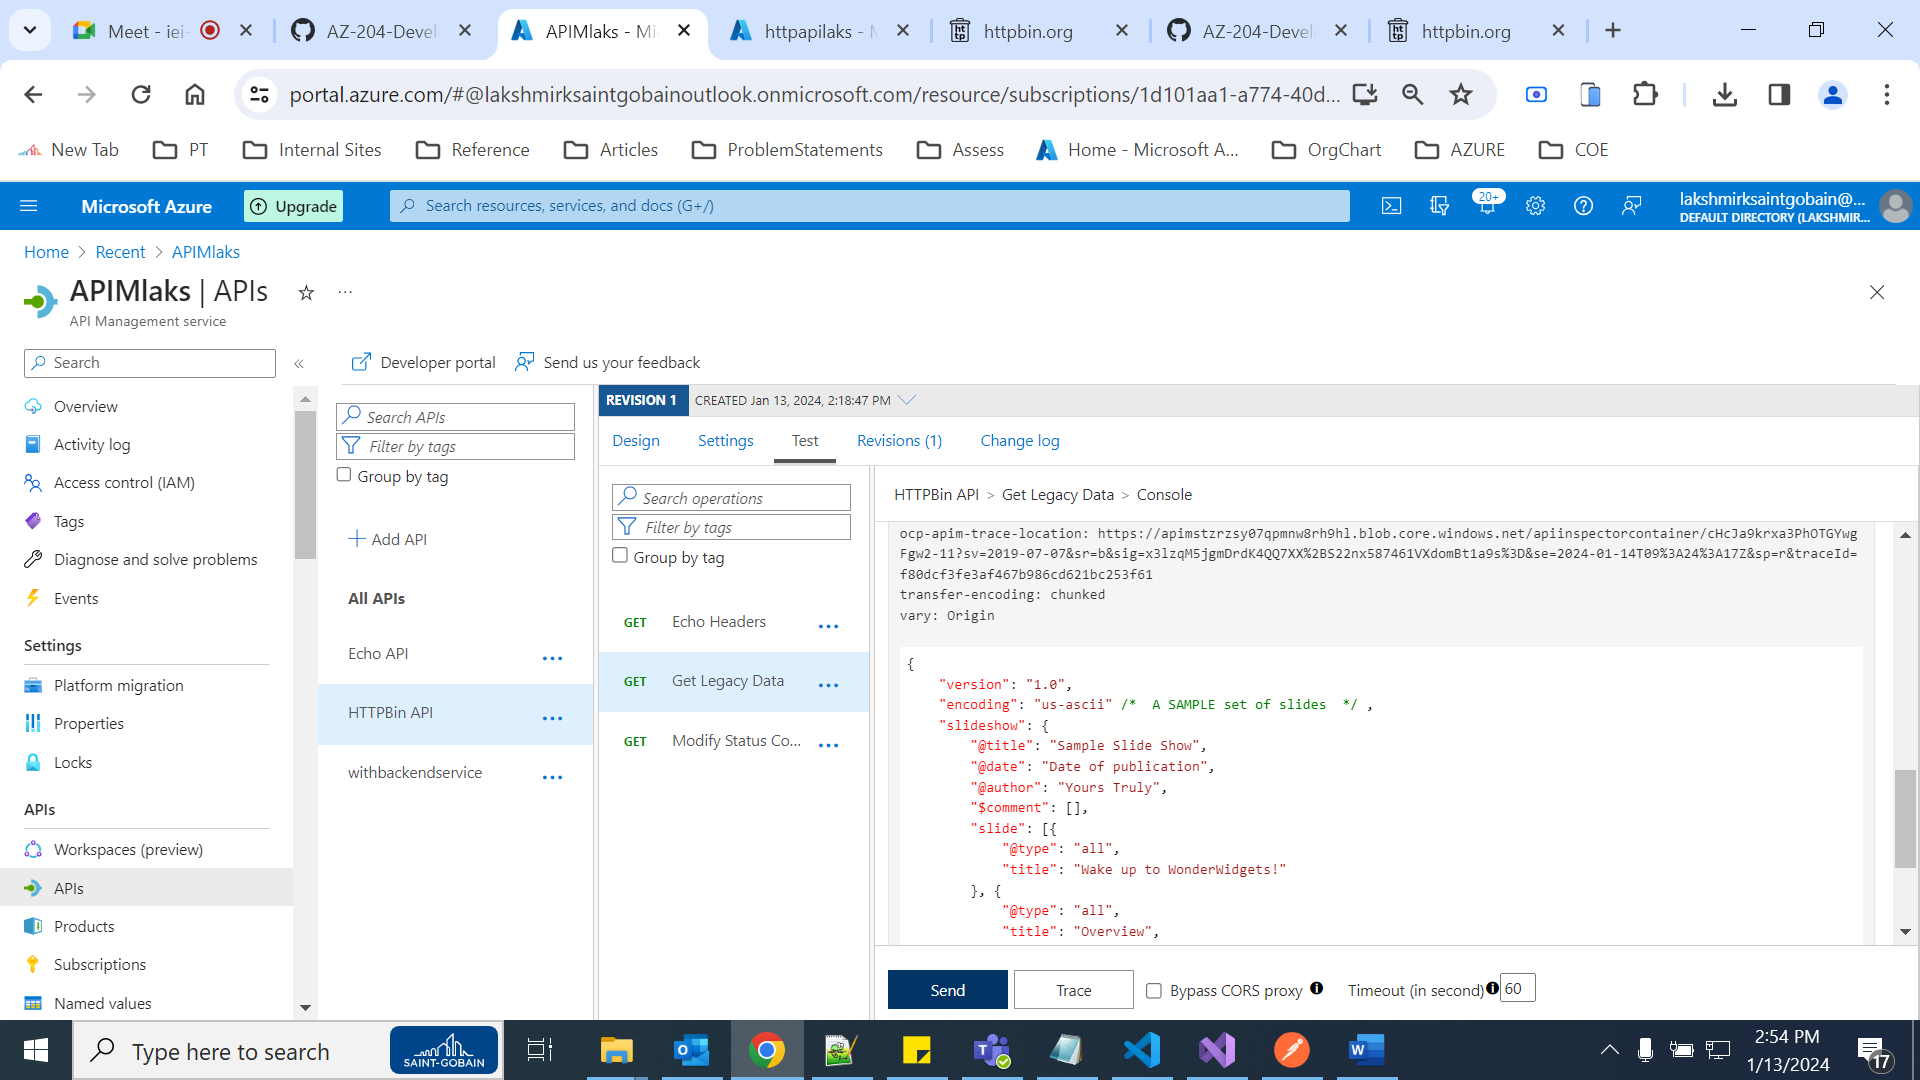 Meet - iei-
AZ-204-Devel
APIMlaks - Mi
httpapilaks - M
httpbin.org
AZ-204-Devel
httpbin.org
portal.azure.com/#@lakshmirksaintgobainoutlook.onmicrosoft.com/resource/subscriptions/1d101aa1-a774-40d...
New Tab
PT
Internal Sites
Reference
Articles
ProblemStatements
Assess
Home - Microsoft A...
OrgChart
AZURE
COE
Microsoft Azure
Upgrade
Search resources, services, and docs (G+/)
20+
lakshmirksaintgobain@...
DEFAULT DIRECTORY (LAKSHMIR...
Home > Recent > APIMlaks
APIMlaks | APIs
...
API Management service
Search
«
Developer portal
Send us your feedback
Overview
Activity log
Access control (IAM)
Tags
Diagnose and solve problems
Events
Settings
Platform migration
Properties
Locks
APIs
Workspaces (preview)
APIs
Products
Subscriptions
Named values
Search APIs
Filter by tags
Group by tag
+ Add API
All APIs
Echo API ...
HTTPBin API ...
withbackendservice ...
REVISION 1
CREATED Jan 13, 2024, 2:18:47 PM
Design
Settings
Test
Revisions (1)
Change log
Search operations
Filter by tags
Group by tag
GET Echo Headers ...
GET Get Legacy Data ...
GET Modify Status Co... ...
HTTPBin API > Get Legacy Data > Console
ocp-apim-trace-location: https://apimstzrzsy07qpmnw8rh9hl.blob.core.windows.net/apiinspectorcontainer/cHcJa9krxa3PhOTGYwg
Fgw2-11?sv=2019-07-07&sr=b&sig=x3lzqM5jgmDrdK4QQ7XX%2BS22nx587461VXdomBt1a9s%3D&se=2024-01-14T09%3A24%3A17Z&sp=r&traceId=
f80dcf3fe3af467b986cd621bc253f61
transfer-encoding: chunked
vary: Origin
{
"version": "1.0",
"encoding": "us-ascii" /*  A SAMPLE set of slides  */ ,
"slideshow": {
"@title": "Sample Slide Show",
"@date": "Date of publication",
"@author": "Yours Truly",
"$comment": [],
"slide": [{
"@type": "all",
"title": "Wake up to WonderWidgets!"
}, {
"@type": "all",
"title": "Overview",
Send
Trace
Bypass CORS proxy
Timeout (in second)
60
Type here to search
SAINT-GOBAIN
2:54 PM
1/13/2024
17